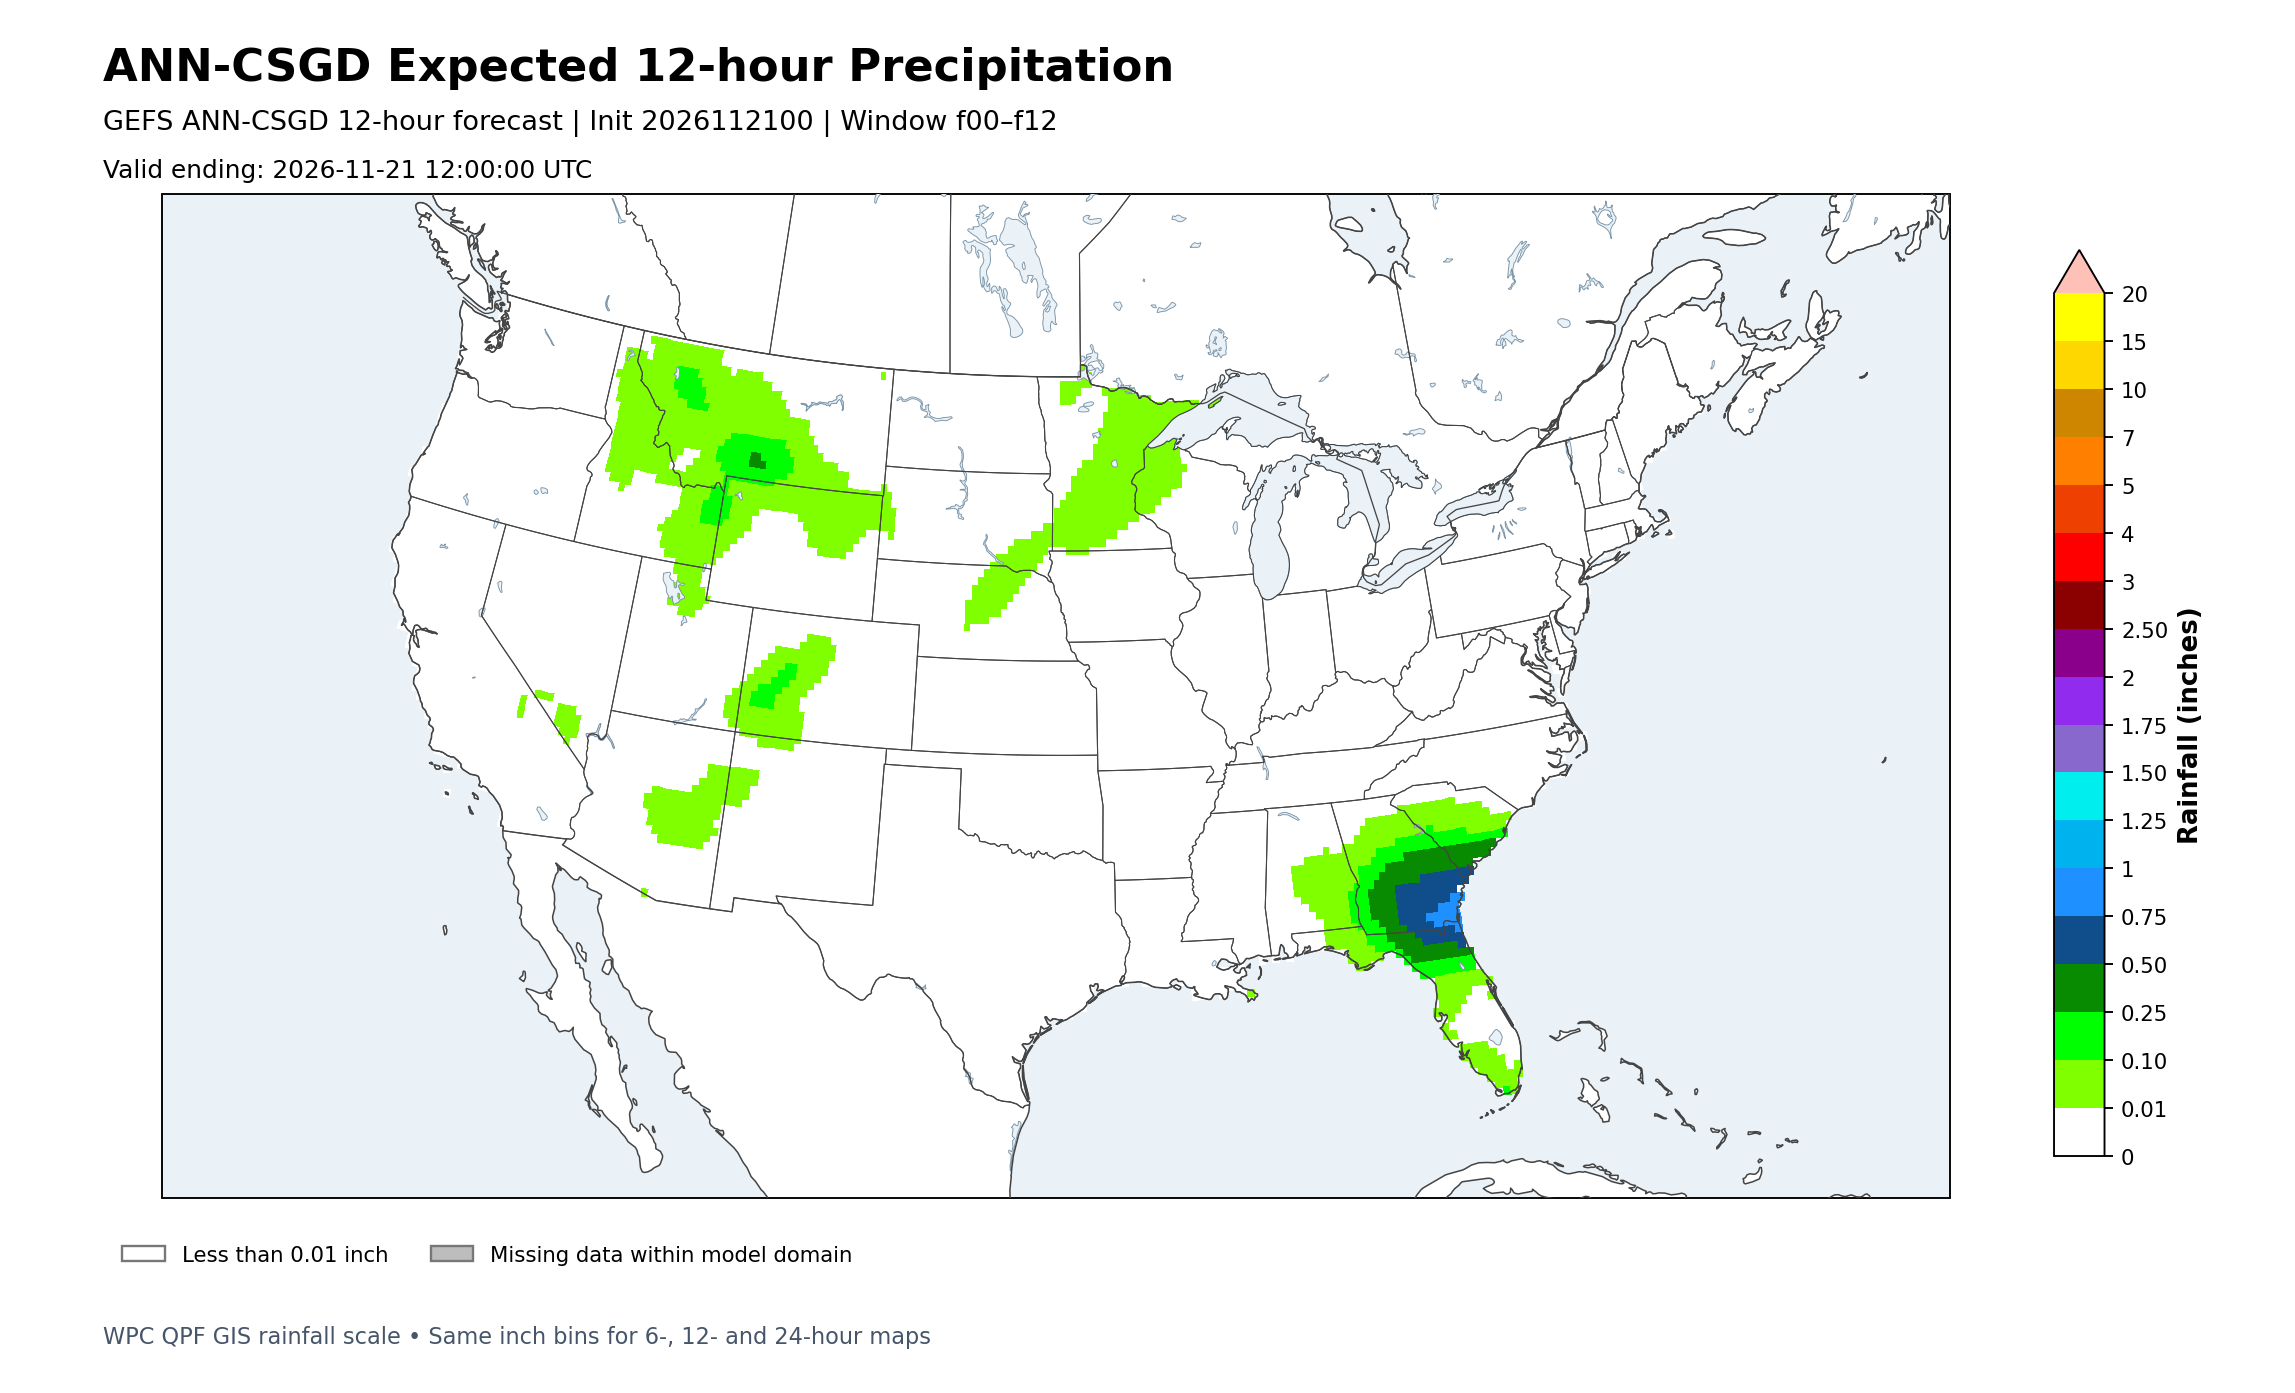 ANN-CSGD Expected 12-hour Precipitation
GEFS ANN-CSGD 12-hour forecast | Init 2026112100 | Window f00–f12
Valid ending: 2026-11-21 12:00:00 UTC
20
15
10
7
5
4
3
2.50
2
1.75
1.50
1.25
1
0.75
0.50
0.25
0.10
0.01
0
Rainfall (inches)
Less than 0.01 inch
Missing data within model domain
WPC QPF GIS rainfall scale • Same inch bins for 6-, 12- and 24-hour maps